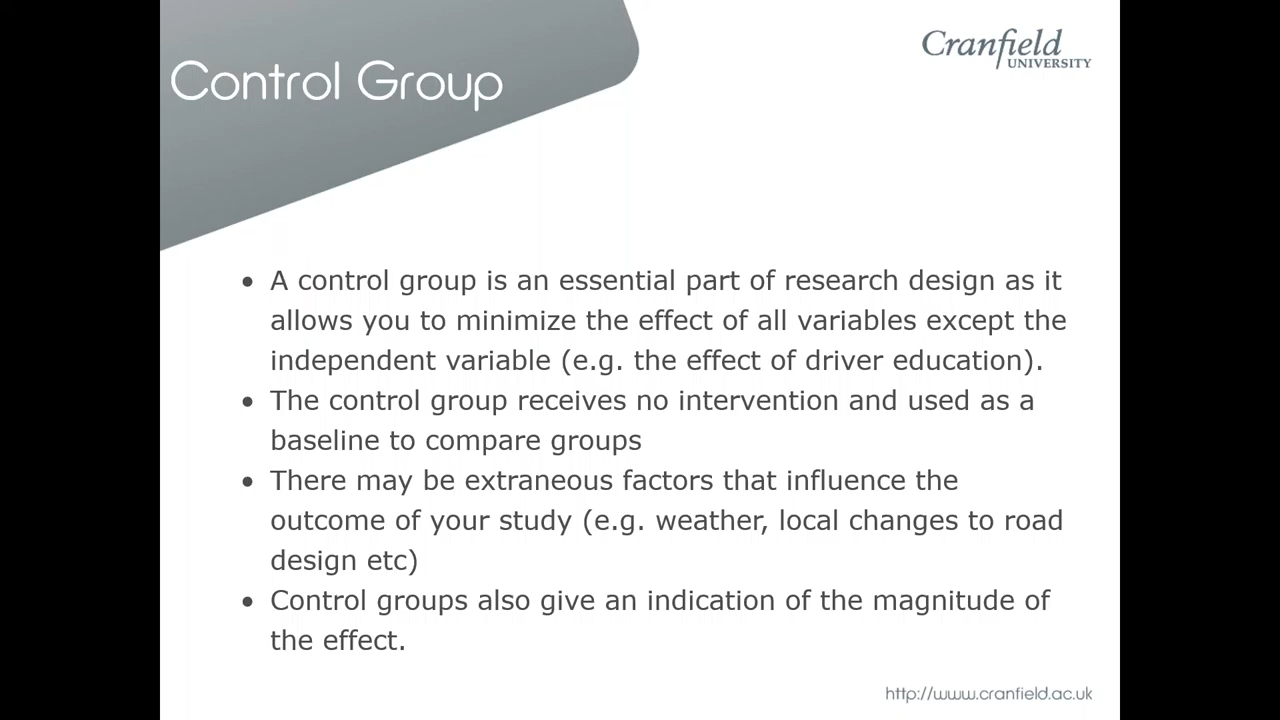 Control Group
Cranfield
UNIVERSITY
• A control group is an essential part of research design as it
allows you to minimize the effect of all variables except the
independent variable (e.g. the effect of driver education).
• The control group receives no intervention and used as a
baseline to compare groups
• There may be extraneous factors that influence the
outcome of your study (e.g. weather, local changes to road
design etc)
• Control groups also give an indication of the magnitude of
the effect.
http://www.cranfield.ac.uk